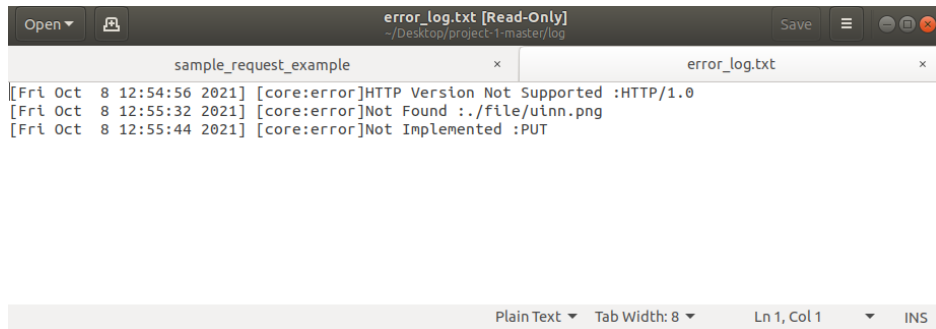 Open
error_log.txt [Read-Only]
~/Desktop/project-1-master/log
Save
sample_request_example
error_log.txt
[Fri Oct  8 12:54:56 2021] [core:error]HTTP Version Not Supported :HTTP/1.0
[Fri Oct  8 12:55:32 2021] [core:error]Not Found :./file/uinn.png
[Fri Oct  8 12:55:44 2021] [core:error]Not Implemented :PUT
Plain Text Tab Width: 8 Ln 1, Col 1 INS